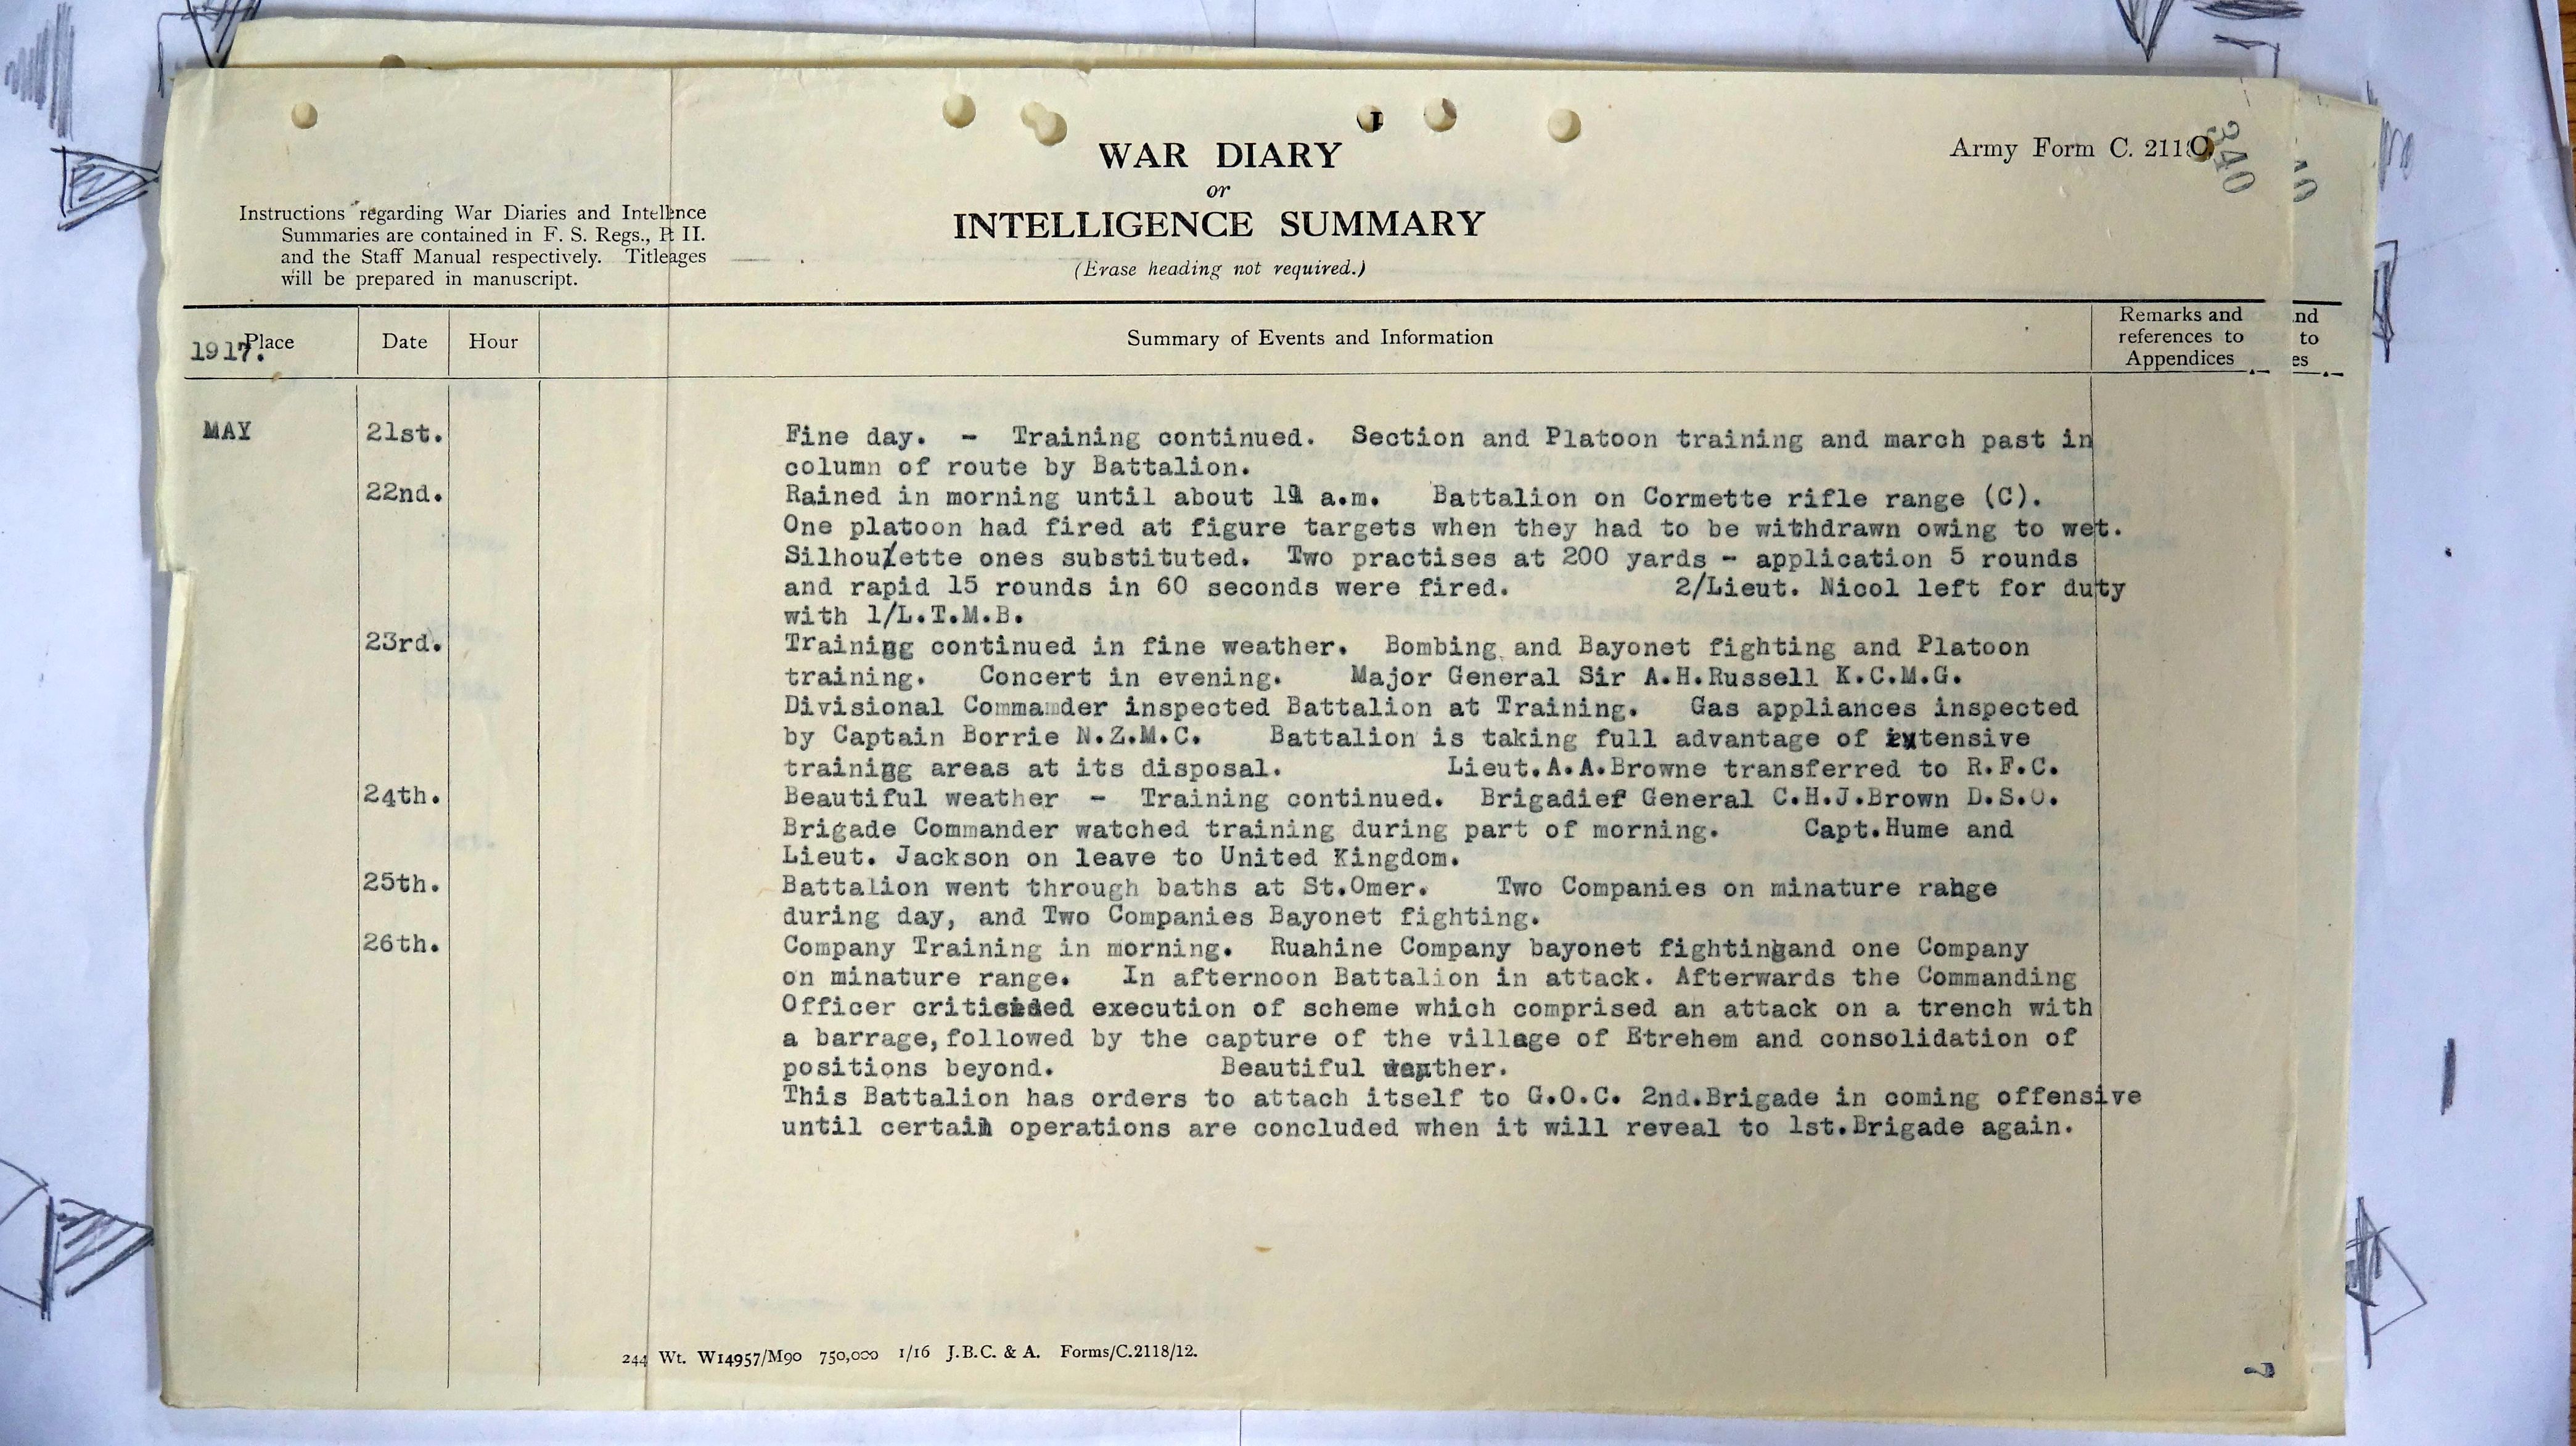 Army Form C. 2118
340
WAR DIARY
or
INTELLIGENCE SUMMARY
(Erase heading not required.)
Instructions regarding War Diaries and Intellnce
Summaries are contained in F. S. Regs., Pt II.
and the Staff Manual respectively. Titleages
will be prepared in manuscript.
1917. Place Date Hour Summary of Events and Information Remarks and references to Appendices
nd
to
es
MAY 21st. Fine day. - Training continued. Section and Platoon training and march past in
column of route by Battalion.
22nd. Rained in morning until about 11 a.m. Battalion on Cormette rifle range (C).
One platoon had fired at figure targets when they had to be withdrawn owing to wet.
Silhouette ones substituted. Two practises at 200 yards - application 5 rounds
and rapid 15 rounds in 60 seconds were fired. 2/Lieut. Nicol left for duty
with 1/L.T.M.B.
23rd. Training continued in fine weather. Bombing and Bayonet fighting and Platoon
training. Concert in evening. Major General Sir A.H.Russell K.C.M.G.
Divisional Commander inspected Battalion at Training. Gas appliances inspected
by Captain Borrie N.Z.M.C. Battalion is taking full advantage of extensive
training areas at its disposal. Lieut.A.A.Browne transferred to R.F.C.
24th. Beautiful weather - Training continued. Brigadier General C.H.J.Brown D.S.O.
Brigade Commander watched training during part of morning. Capt.Hume and
Lieut. Jackson on leave to United Kingdom.
25th. Battalion went through baths at St.Omer. Two Companies on minature range
during day, and Two Companies Bayonet fighting.
26th. Company Training in morning. Ruahine Company bayonet fighting and one Company
on minature range. In afternoon Battalion in attack. Afterwards the Commanding
Officer criticised execution of scheme which comprised an attack on a trench with
a barrage, followed by the capture of the village of Etrehem and consolidation of
positions beyond. Beautiful weather.
This Battalion has orders to attach itself to G.O.C. 2nd.Brigade in coming offensive
until certain operations are concluded when it will reveal to 1st.Brigade again.
244 Wt. W14957/M90 750,000 1/16 J.B.C. & A. Forms/C.2118/12.